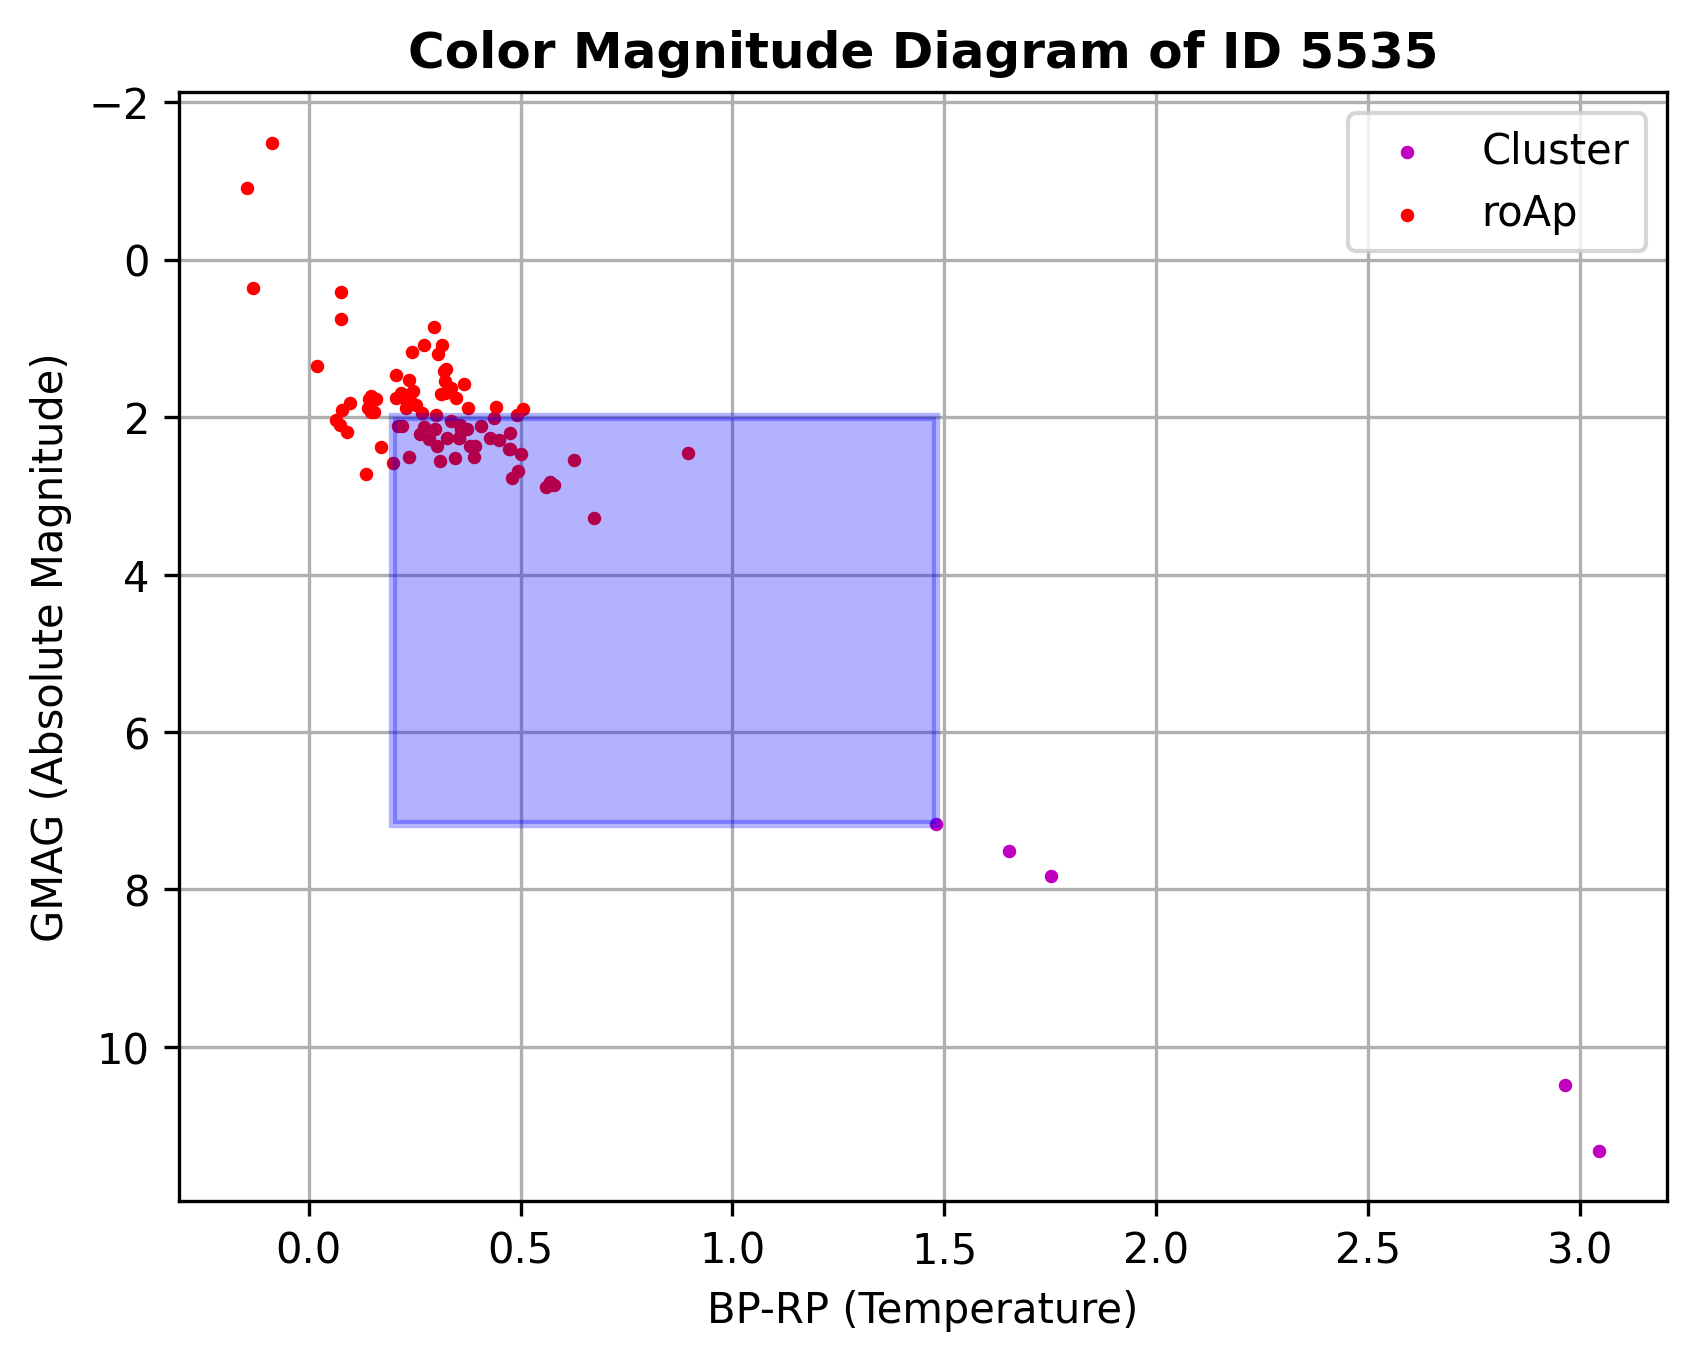 Color Magnitude Diagram of ID 5535
Cluster
roAp
−2
0
2
4
6
8
10
GMAG (Absolute Magnitude)
0.0 0.5 1.0 1.5 2.0 2.5 3.0
BP-RP (Temperature)